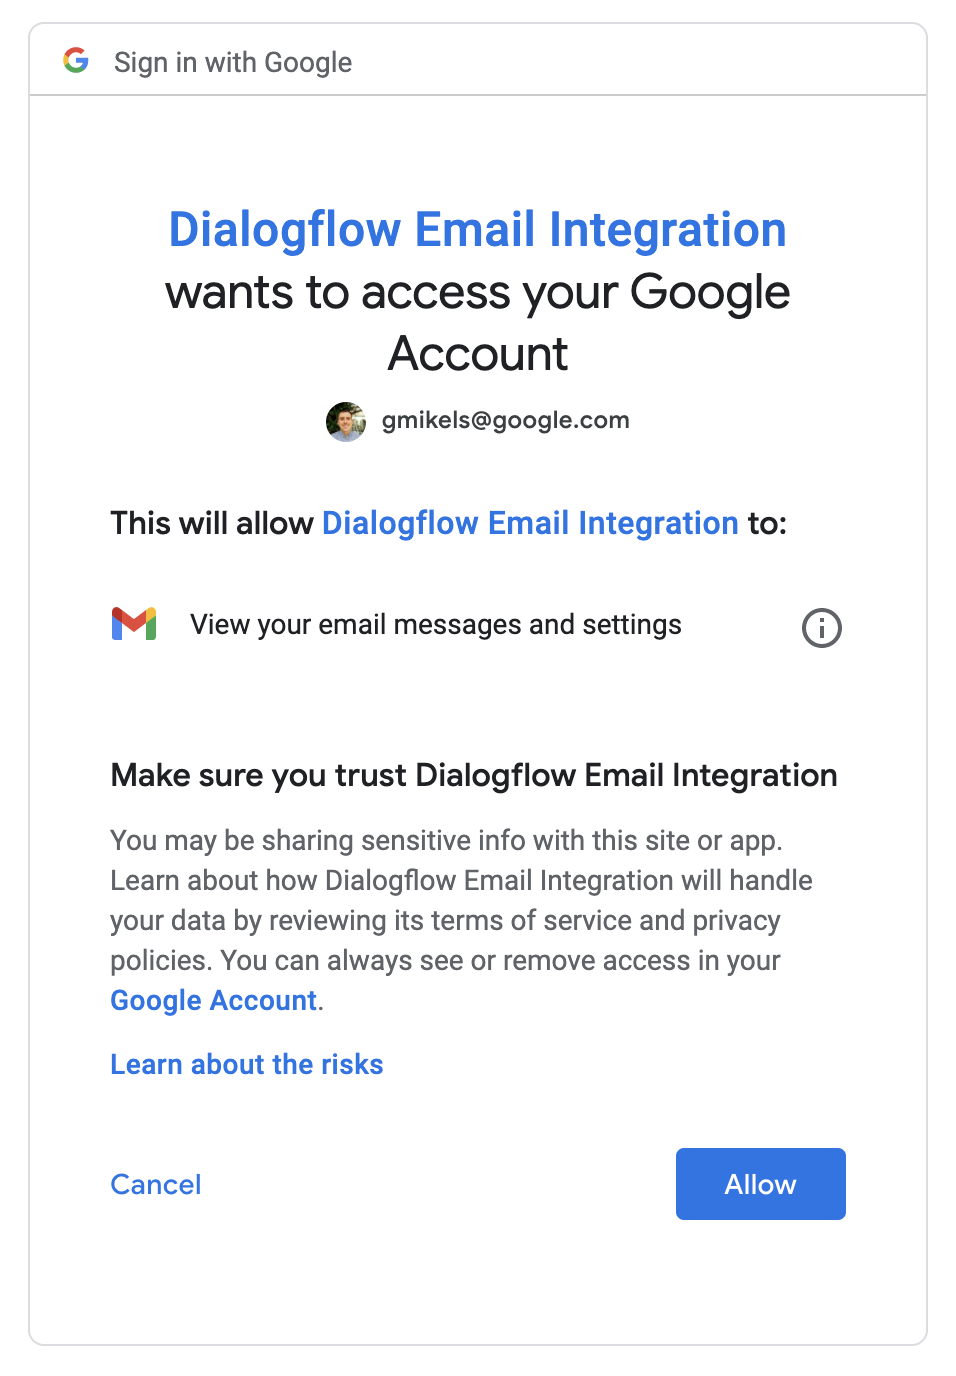 Sign in with Google
Dialogflow Email Integration
wants to access your Google
Account
gmikels@google.com
This will allow Dialogflow Email Integration to:
View your email messages and settings
Make sure you trust Dialogflow Email Integration
You may be sharing sensitive info with this site or app.
Learn about how Dialogflow Email Integration will handle
your data by reviewing its terms of service and privacy
policies. You can always see or remove access in your
Google Account.
Learn about the risks
Cancel
Allow